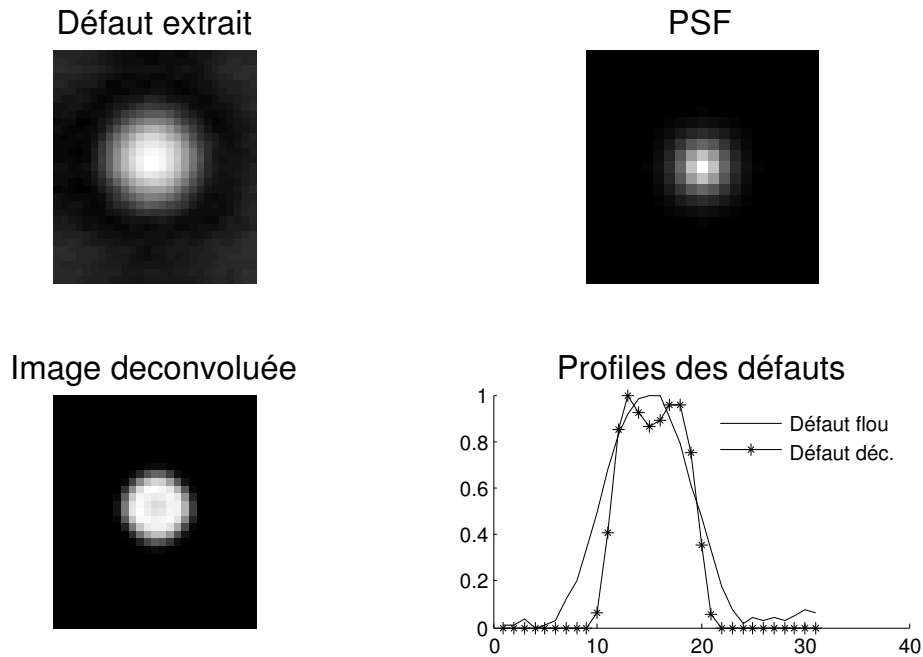 Défaut extrait
PSF
Image deconvoluée
Profiles des défauts
1
0.8
0.6
0.4
0.2
0
0
10
20
30
40
Défaut flou
Défaut déc.